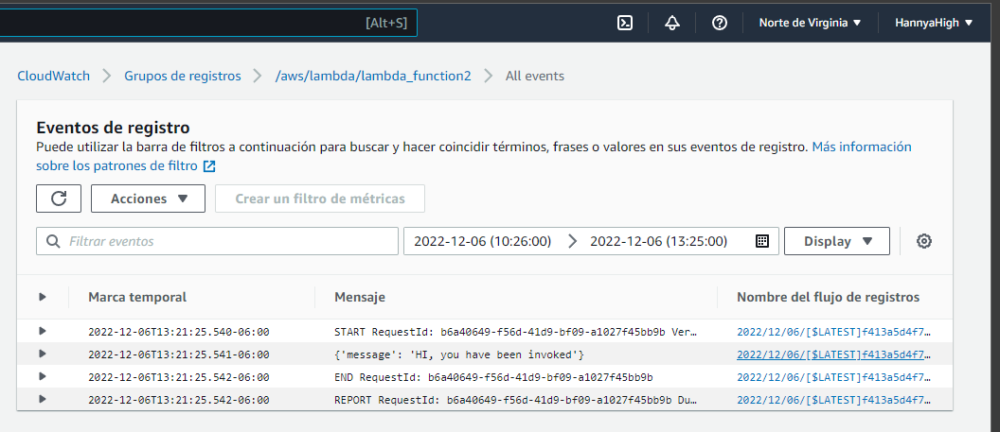 [Alt+S] Norte de Virginia HannyaHigh
CloudWatch Grupos de registros /aws/lambda/lambda_function2 All events
Eventos de registro
Puede utilizar la barra de filtros a continuación para buscar y hacer coincidir términos, frases o valores en sus eventos de registro. Más información
sobre los patrones de filtro
Acciones Crear un filtro de métricas
Filtrar eventos 2022-12-06 (10:26:00) 2022-12-06 (13:25:00) Display
Marca temporal Mensaje Nombre del flujo de registros
2022-12-06T13:21:25.540-06:00 START RequestId: b6a40649-f56d-41d9-bf09-a1027f45bb9b Ver… 2022/12/06/[$LATEST]f413a5d4f7…
2022-12-06T13:21:25.541-06:00 {'message': 'HI, you have been invoked'} 2022/12/06/[$LATEST]f413a5d4f7…
2022-12-06T13:21:25.542-06:00 END RequestId: b6a40649-f56d-41d9-bf09-a1027f45bb9b 2022/12/06/[$LATEST]f413a5d4f7…
2022-12-06T13:21:25.542-06:00 REPORT RequestId: b6a40649-f56d-41d9-bf09-a1027f45bb9b Du… 2022/12/06/[$LATEST]f413a5d4f7…